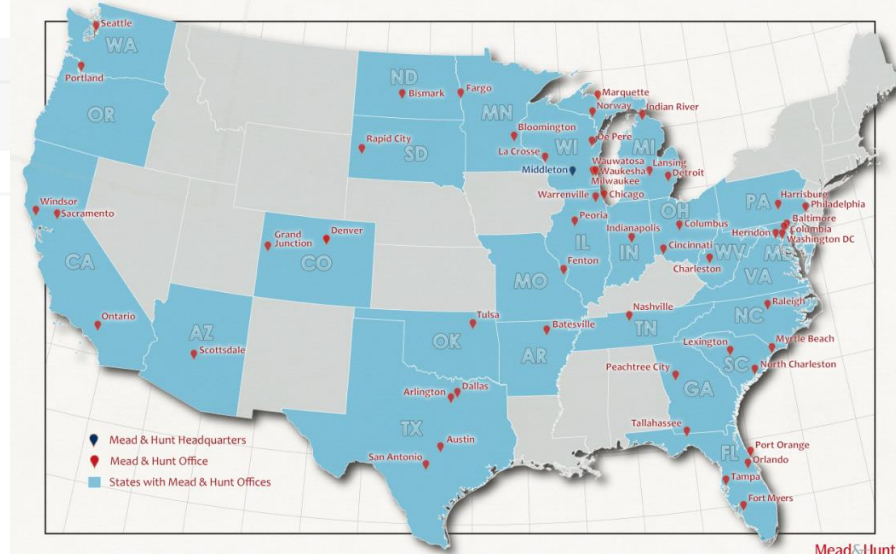 Seattle
WA
Portland
OR
ND
Bismark
Fargo
MN
Rapid City
SD
Bloomington
La Crosse
WI
Middleton
Marquette
Norway
Indian River
De Pere
MI
Wauwatosa
Waukesha
Milwaukee
Lansing
Detroit
Warrenville
Chicago
Windsor
Sacramento
CA
Ontario
Grand
Junction
Denver
CO
AZ
Scottsdale
Peoria
IL
Indianapolis
IN
OH
Columbus
Cincinnati
Charleston
WV
PA
Harrisburg
Philadelphia
Baltimore
Columbia
Herndon
Washington DC
MD
VA
MO
Fenton
Tulsa
OK
Batesville
AR
Nashville
TN
Raleigh
NC
Lexington
Myrtle Beach
SC
North Charleston
Peachtree City
GA
Arlington
Dallas
TX
Austin
San Antonio
Tallahassee
FL
Port Orange
Orlando
Tampa
Fort Myers
Mead & Hunt Headquarters
Mead & Hunt Office
States with Mead & Hunt Offices
Mead&Hunt